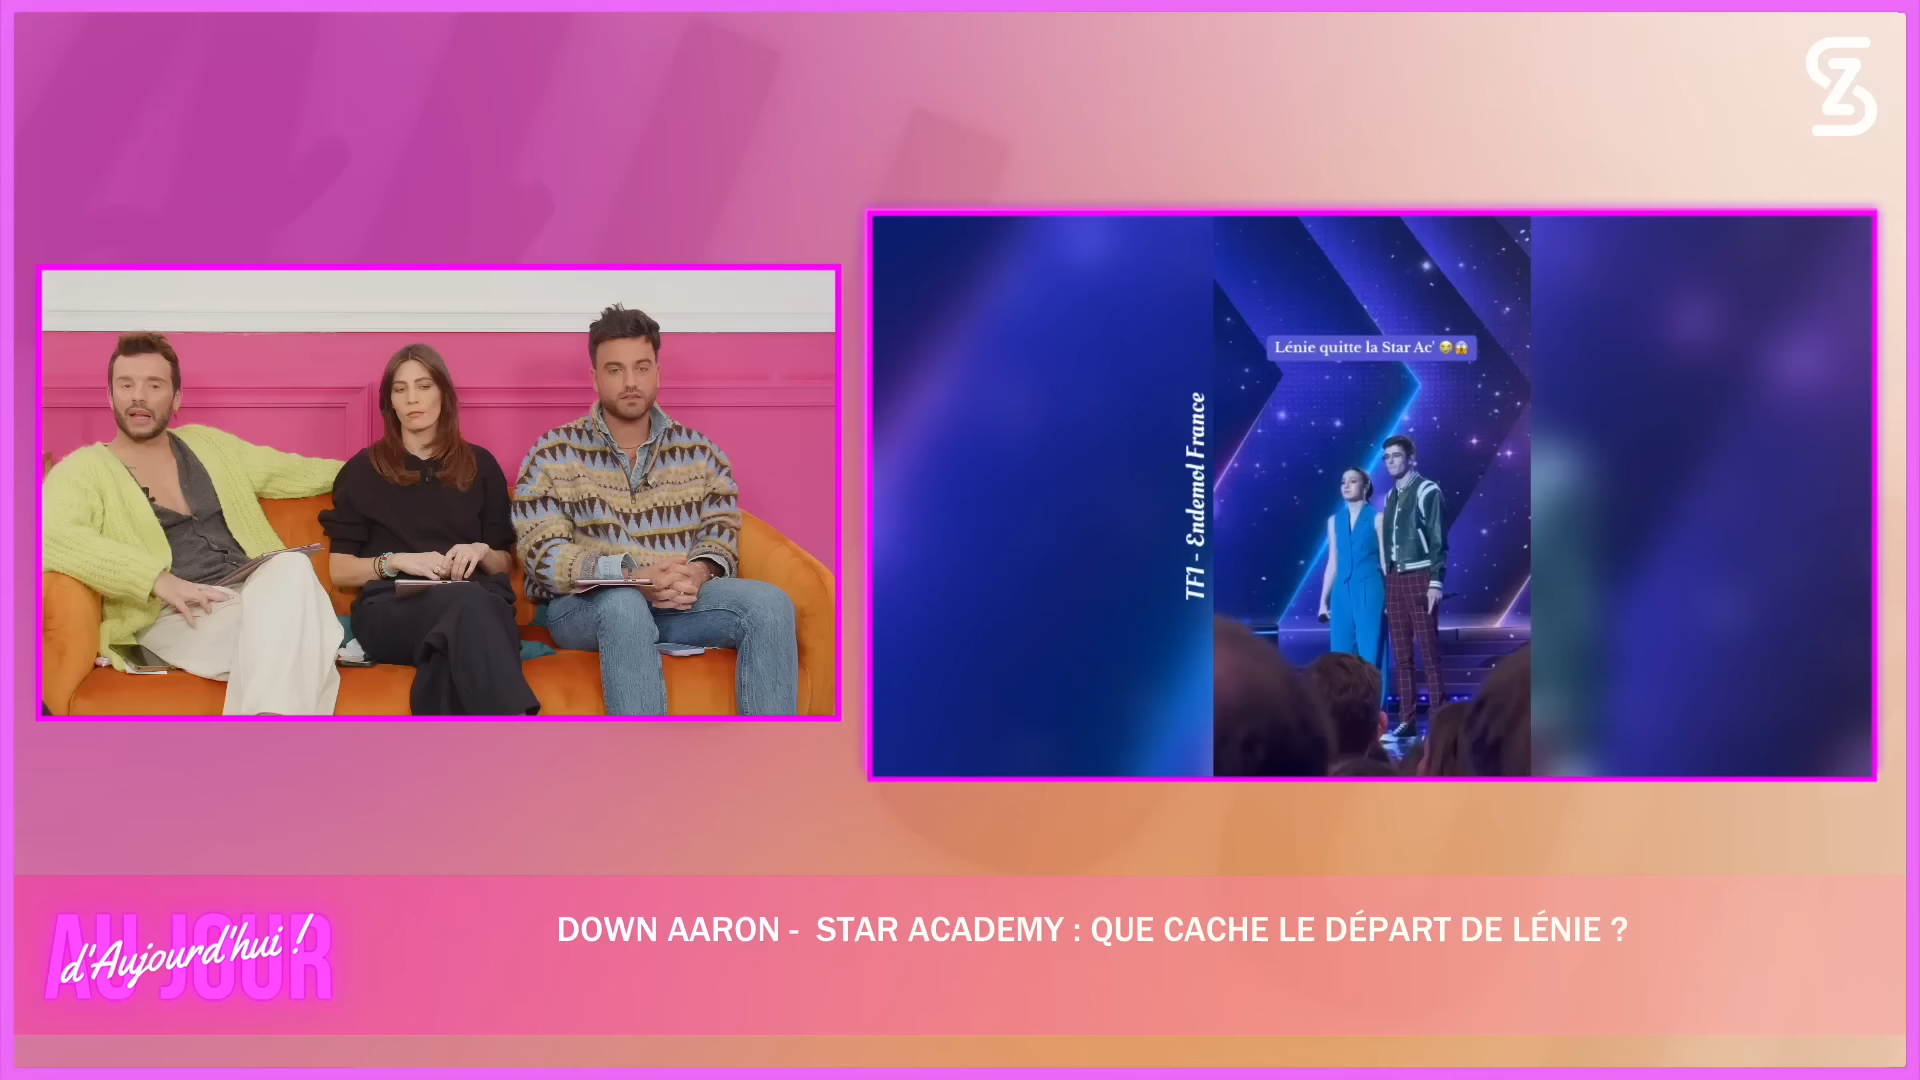 Lénie quitte la Star Ac' 😭😱
TF1 - Endemol France
AU JOUR
d'Aujourd'hui !
DOWN AARON - STAR ACADEMY : QUE CACHE LE DÉPART DE LÉNIE ?